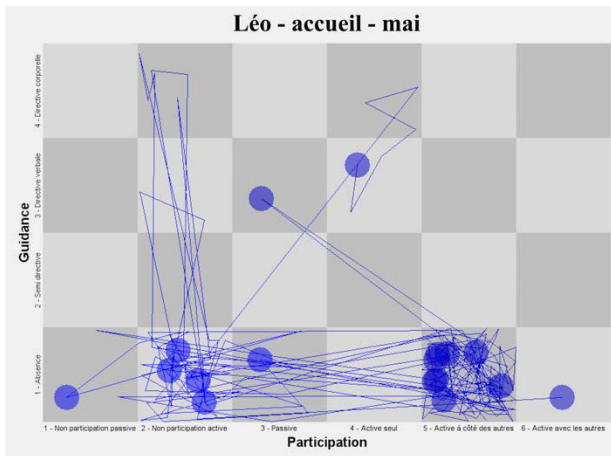 Léo - accueil - mai
4 - Directive corporelle
3 - Directive verbale
2 - Semi directive
1 - Absence
Guidance
1 - Non participation passive
2 - Non participation active
3 - Passive
4 - Active seul
5 - Active à côté des autres
6 - Active avec les autres
Participation